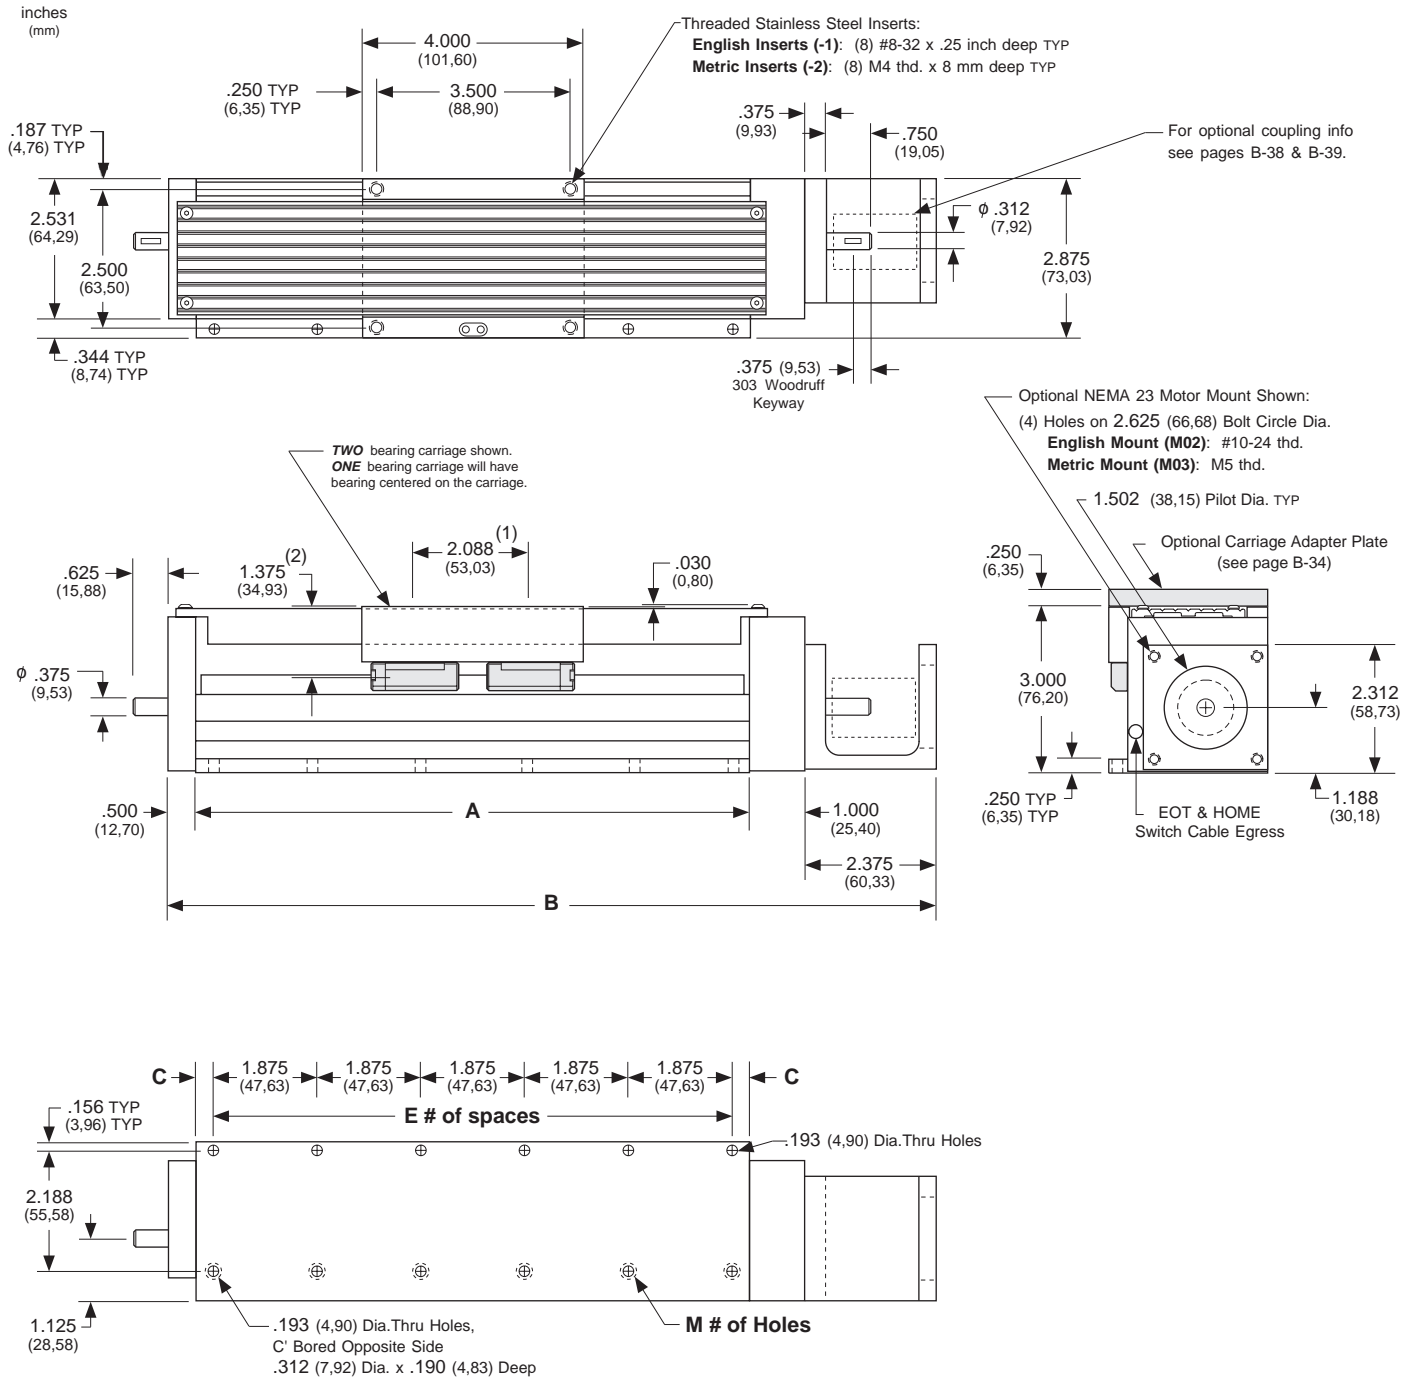 inches
(mm)
4.000
(101,60)
Threaded Stainless Steel Inserts:
English Inserts (-1): (8) #8-32 x .25 inch deep TYP
Metric Inserts (-2): (8) M4 thd. x 8 mm deep TYP
.250 TYP
(6,35) TYP
3.500
(88,90)
.375
(9,93)
.750
(19,05)
For optional coupling info
see pages B-38 & B-39.
.187 TYP
(4,76) TYP
2.531
(64,29)
2.500
(63,50)
ϕ .312
(7,92)
2.875
(73,03)
.344 TYP
(8,74) TYP
.375 (9,53)
303 Woodruff
Keyway
Optional NEMA 23 Motor Mount Shown:
(4) Holes on 2.625 (66,68) Bolt Circle Dia.
English Mount (M02): #10-24 thd.
Metric Mount (M03): M5 thd.
TWO bearing carriage shown.
ONE bearing carriage will have
bearing centered on the carriage.
1.502 (38,15) Pilot Dia. TYP
Optional Carriage Adapter Plate
(see page B-34)
.625
(15,88)
(2)
1.375
(34,93)
(1)
2.088
(53,03)
.030
(0,80)
.250
(6,35)
ϕ .375
(9,53)
3.000
(76,20)
2.312
(58,73)
.500
(12,70)
A
1.000
(25,40)
.250 TYP
(6,35) TYP
EOT & HOME
Switch Cable Egress
1.188
(30,18)
2.375
(60,33)
B
C
1.875
(47,63)
1.875
(47,63)
1.875
(47,63)
1.875
(47,63)
1.875
(47,63)
C
.156 TYP
(3,96) TYP
E # of spaces
.193 (4,90) Dia.Thru Holes
2.188
(55,58)
1.125
(28,58)
.193 (4,90) Dia.Thru Holes,
C' Bored Opposite Side
.312 (7,92) Dia. x .190 (4,83) Deep
M # of Holes